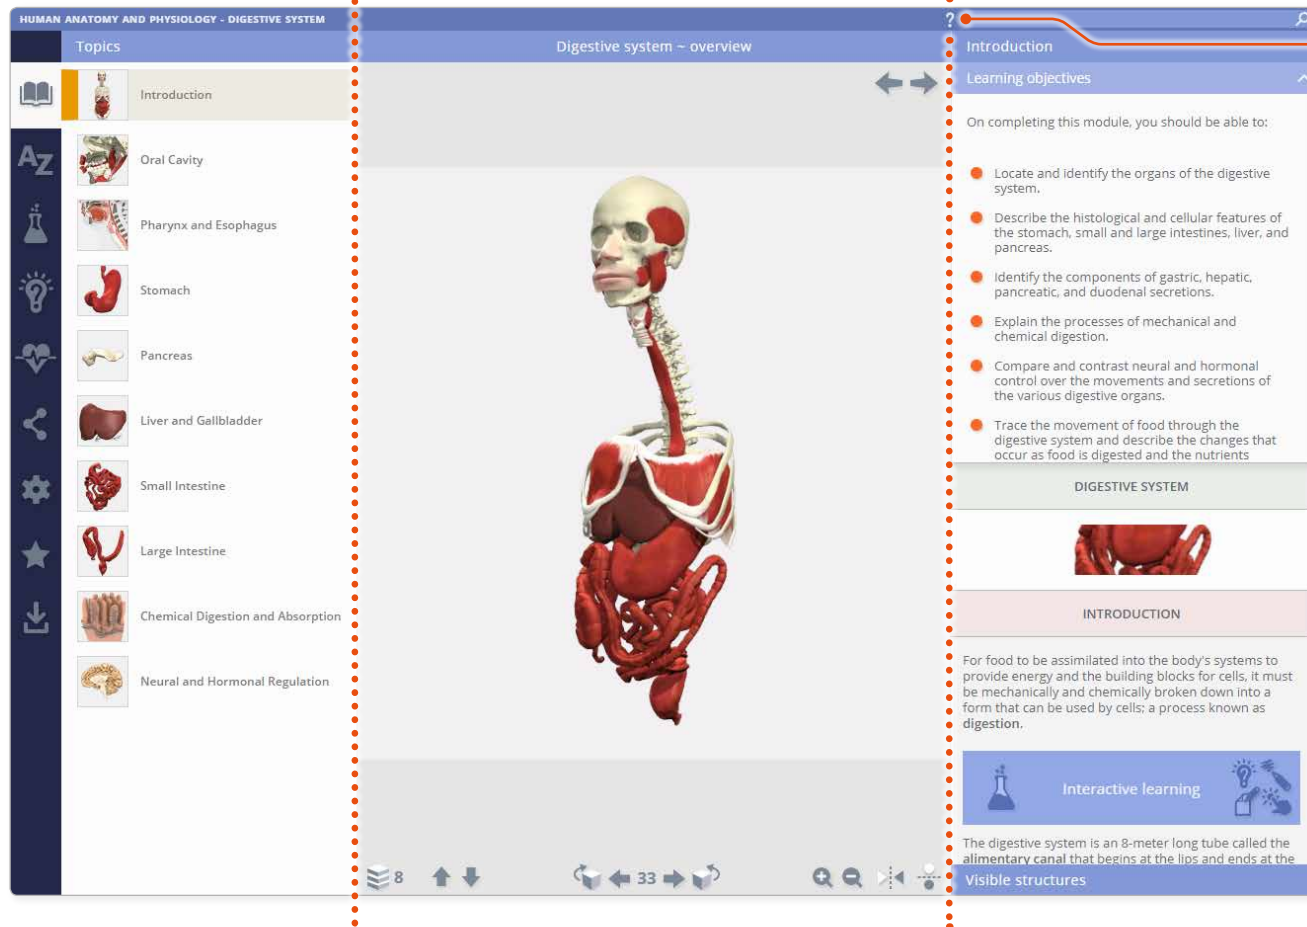 HUMAN ANATOMY AND PHYSIOLOGY - DIGESTIVE SYSTEM
?
Topics
Digestive system ~ overview
Introduction
Learning objectives
Introduction
AZ
Oral Cavity
Pharynx and Esophagus
Stomach
Pancreas
Liver and Gallbladder
Small Intestine
Large Intestine
Chemical Digestion and Absorption
Neural and Hormonal Regulation
8
33
On completing this module, you should be able to:
Locate and identify the organs of the digestive
system.
Describe the histological and cellular features of
the stomach, small and large intestines, liver, and
pancreas.
Identify the components of gastric, hepatic,
pancreatic, and duodenal secretions.
Explain the processes of mechanical and
chemical digestion.
Compare and contrast neural and hormonal
control over the movements and secretions of
the various digestive organs.
Trace the movement of food through the
digestive system and describe the changes that
occur as food is digested and the nutrients
DIGESTIVE SYSTEM
INTRODUCTION
For food to be assimilated into the body's systems to
provide energy and the building blocks for cells, it must
be mechanically and chemically broken down into a
form that can be used by cells; a process known as
digestion.
Interactive learning
The digestive system is an 8-meter long tube called the
alimentary canal that begins at the lips and ends at the
Visible structures